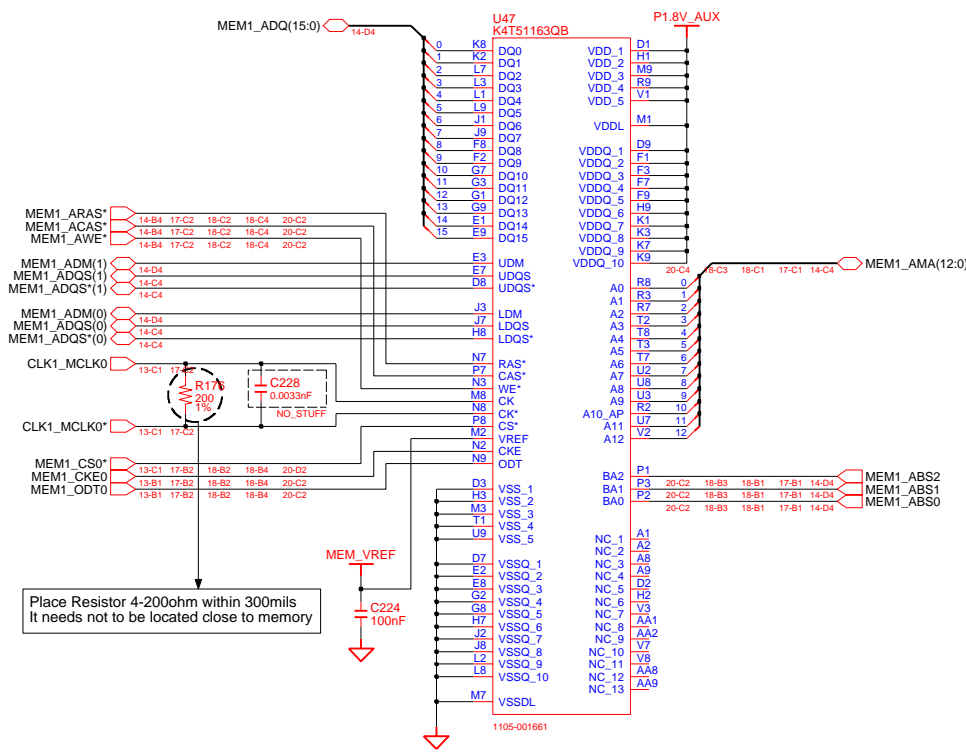 U47
K4T51163QB
P1.8V_AUX
MEM1_ADQ(15:0)
14-D4
0 K8 DQ0 VDD_1 D1
1 K2 DQ1 VDD_2 H1
2 L7 DQ2 VDD_3 M9
3 L3 DQ3 VDD_4 R9
4 L1 DQ4 VDD_5 V1
5 L9 DQ5
6 J1 DQ6 VDDL M1
7 J9 DQ7
8 F8 DQ8 VDDQ_1 D9
9 F2 DQ9 VDDQ_2 F1
10 G7 DQ10 VDDQ_3 F3
11 G3 DQ11 VDDQ_4 F7
12 G1 DQ12 VDDQ_5 F9
13 G9 DQ13 VDDQ_6 H9
14 E1 DQ14 VDDQ_7 K1
15 E9 DQ15 VDDQ_8 K3
VDDQ_9 K7
VDDQ_10 K9
MEM1_ARAS* 14-B4 17-C2 18-C2 18-C4 20-C2
MEM1_ACAS* 14-B4 17-C2 18-C2 18-C4 20-C2
MEM1_AWE* 14-B4 17-C2 18-C2 18-C4 20-C2
MEM1_ADM(1) 14-D4 E3 UDM
MEM1_ADQS(1) 14-C4 E7 UDQS
MEM1_ADQS*(1) 14-C4 D8 UDQS*
MEM1_ADM(0) 14-D4 J3 LDM
MEM1_ADQS(0) 14-C4 J7 LDQS
MEM1_ADQS*(0) 14-C4 H8 LDQS*
20-C4 18-C3 18-C1 17-C1 14-C4 MEM1_AMA(12:0)
A0 R8 0
A1 R3 1
A2 R7 2
A3 T2 3
A4 T8 4
A5 T3 5
A6 T7 6
A7 U2 7
A8 U8 8
A9 U3 9
A10_AP R2 10
A11 U7 11
A12 V2 12
CLK1_MCLK0 13-C1 17-C2
R176
200
1%
C228
0.0033nF
NO_STUFF
CLK1_MCLK0* 13-C1 17-C2
N7 RAS*
P7 CAS*
N3 WE*
M8 CK
N8 CK*
P8 CS*
M2 VREF
N2 CKE
N9 ODT
MEM1_CS0* 13-C1 17-B2 18-B2 18-B4 20-D2
MEM1_CKE0 13-B1 17-B2 18-B2 18-B4 20-C2
MEM1_ODT0 13-B1 17-B2 18-B2 18-B4 20-C2
BA2 P1 20-C2 18-B3 18-B1 17-B1 14-D4 MEM1_ABS2
BA1 P3 20-C2 18-B3 18-B1 17-B1 14-D4 MEM1_ABS1
BA0 P2 20-C2 18-B3 18-B1 17-B1 14-D4 MEM1_ABS0
D3 VSS_1
H3 VSS_2
M3 VSS_3
T1 VSS_4
U9 VSS_5
D7 VSSQ_1
E2 VSSQ_2
E8 VSSQ_3
G2 VSSQ_4
G8 VSSQ_5
H7 VSSQ_6
J2 VSSQ_7
J8 VSSQ_8
L2 VSSQ_9
L8 VSSQ_10
M7 VSSDL
NC_1 A1
NC_2 A2
NC_3 A8
NC_4 A9
NC_5 D2
NC_6 H2
NC_7 V3
NC_8 AA1
NC_9 AA2
NC_10 V7
NC_11 V8
NC_12 AA8
NC_13 AA9
MEM_VREF
C224
100nF
Place Resistor 4-200ohm within 300mils
It needs not to be located close to memory
1105-001661